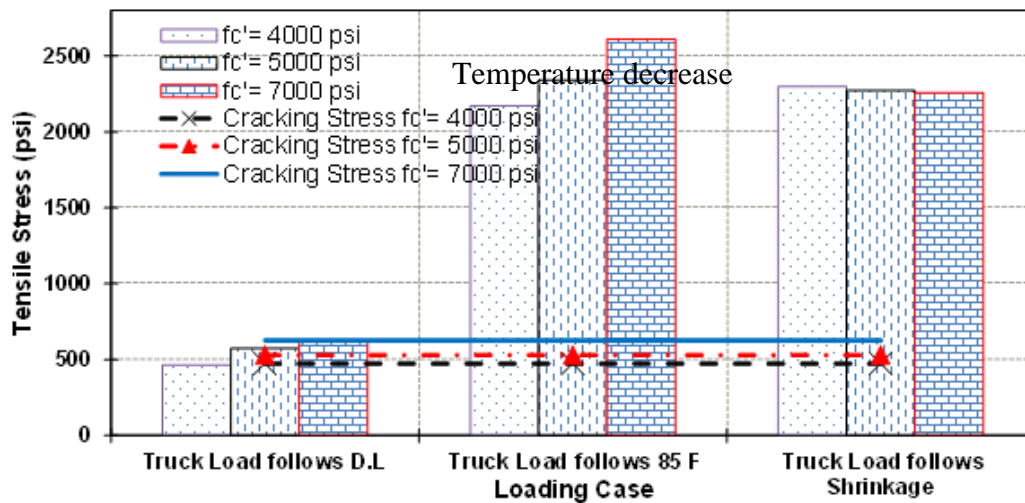 fc'= 4000 psi
fc'= 5000 psi
fc'= 7000 psi
Cracking Stress fc'= 4000 psi
Cracking Stress fc'= 5000 psi
Cracking Stress fc'= 7000 psi
Temperature decrease
Tensile Stress (psi)
2500
2000
1500
1000
500
0
Truck Load follows D.L
Truck Load follows 85 F
Truck Load follows
Shrinkage
Loading Case